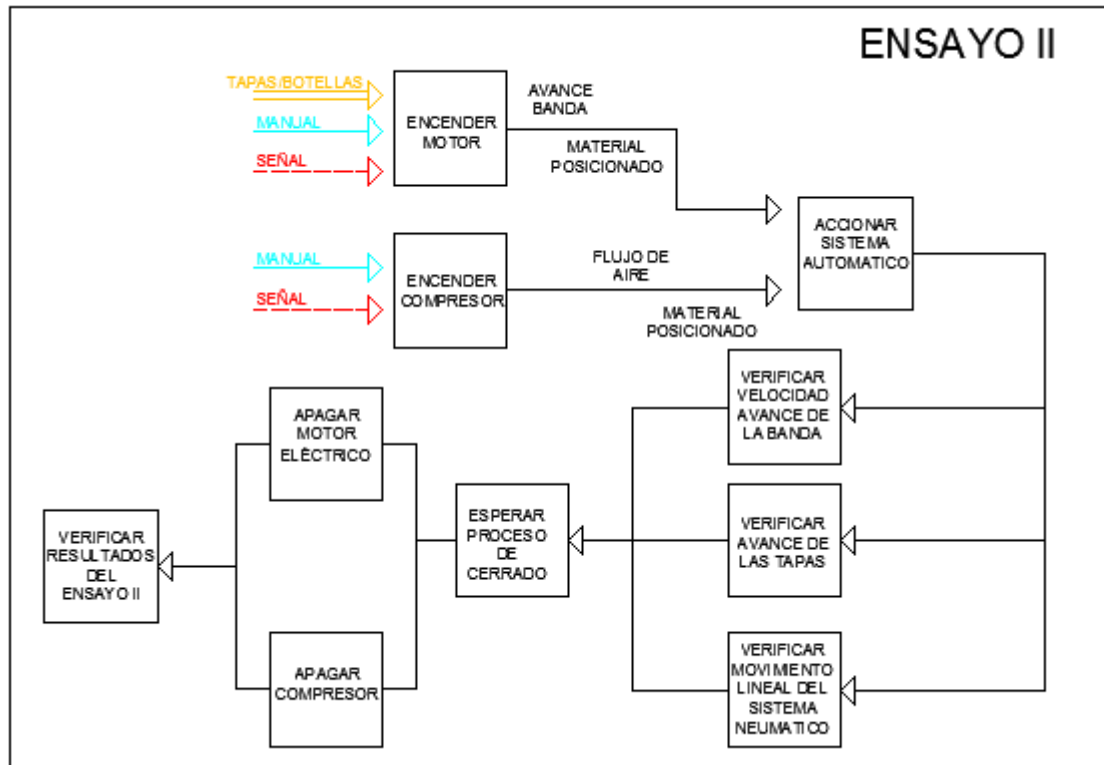 ENSAYO II
TAPAS/BOTELLAS
MANUAL
SEÑAL
ENCENDER
MOTOR
AVANCE
BANDA
MATERIAL
POSICIONADO
MANUAL
SEÑAL
ENCENDER
COMPRESOR
FLUJO DE
AIRE
MATERIAL
POSICIONADO
ACCIONAR
SISTEMA
AUTOMATICO
VERIFICAR
VELOCIDAD
AVANCE DE
LA BANDA
VERIFICAR
AVANCE DE
LAS TAPAS
VERIFICAR
MOVIMIENTO
LINEAL DEL
SISTEMA
NEUMATICO
ESPERAR
PROCESO
DE
CERRADO
APAGAR
MOTOR
ELÉCTRICO
APAGAR
COMPRESOR
VERIFICAR
RESULTADOS
DEL
ENSAYO II